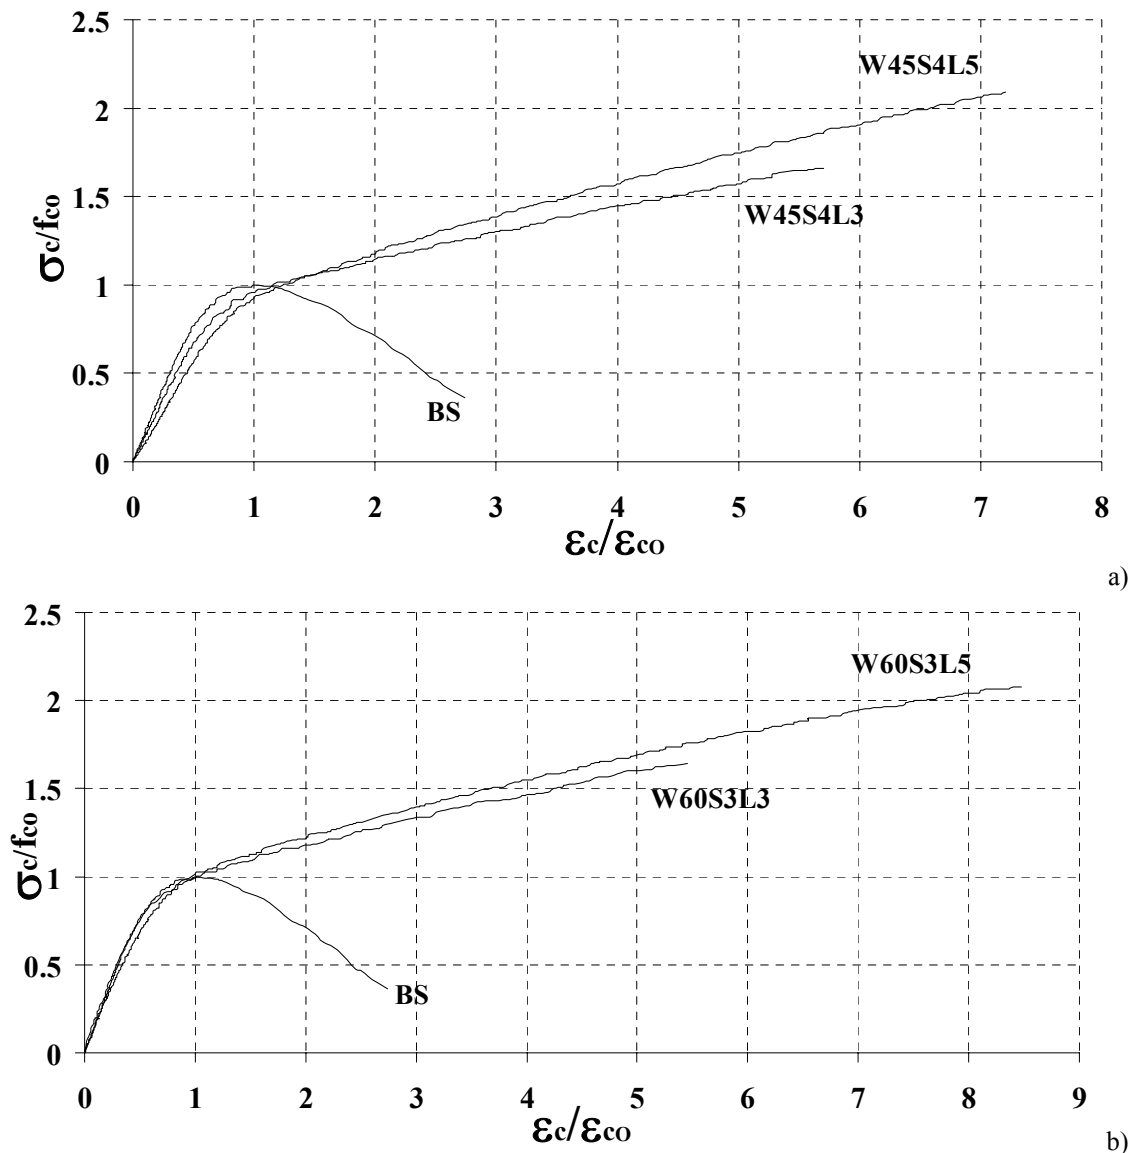 2.5
W45S4L5
2
1.5
W45S4L3
σc/fco
1
0.5
BS
0
0 1 2 3 4 5 6 7 8
εc/εco
a)
2.5
W60S3L5
2
1.5
W60S3L3
σc/fco
1
0.5
BS
0
0 1 2 3 4 5 6 7 8 9
εc/εco
b)